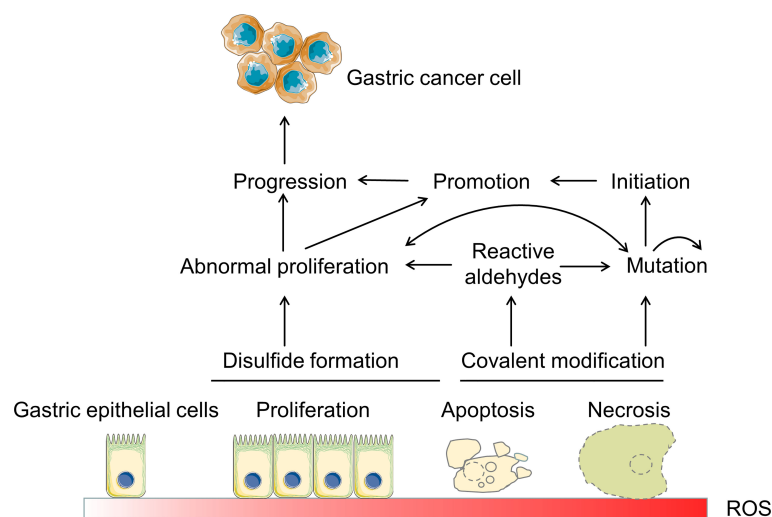 Gastric cancer cell
Progression
Promotion
Initiation
Abnormal proliferation
Reactive
aldehydes
Mutation
Disulfide formation
Covalent modification
Gastric epithelial cells
Proliferation
Apoptosis
Necrosis
ROS